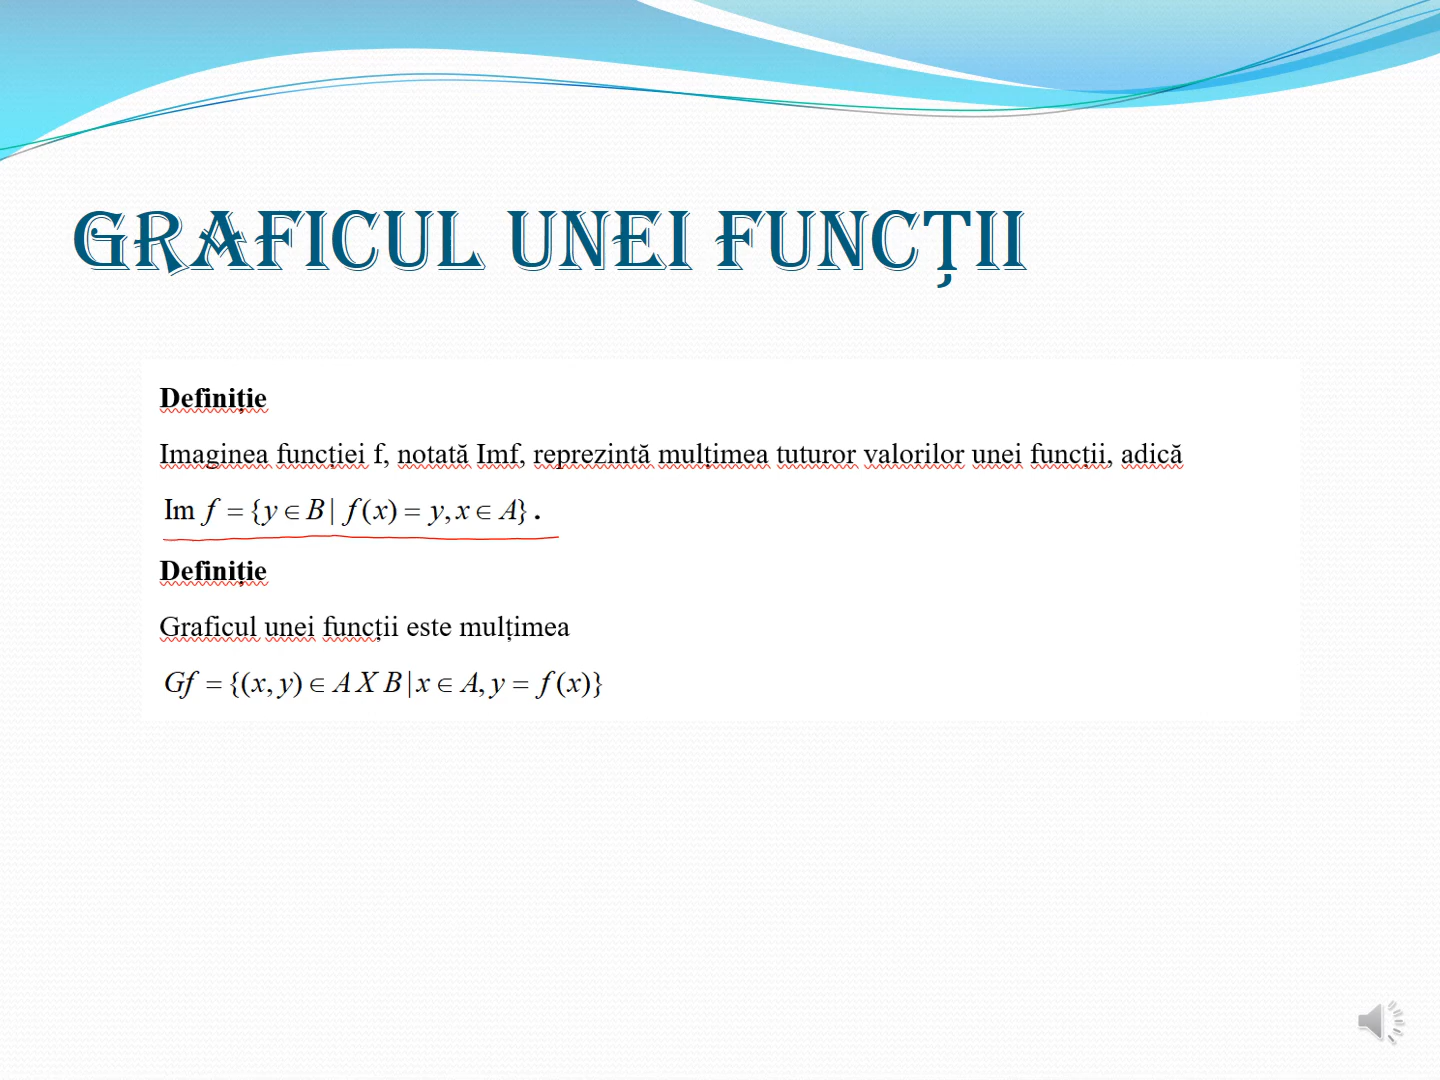 GRAFICUL UNEI FUNCȚII
Definiție
Imaginea funcției f, notată Imf, reprezintă mulțimea tuturor valorilor unei funcții, adică
Im f = {y ∈ B | f(x) = y, x ∈ A}.
Definiție
Graficul unei funcții este mulțimea
Gf = {(x, y) ∈ A X B | x ∈ A, y = f(x)}